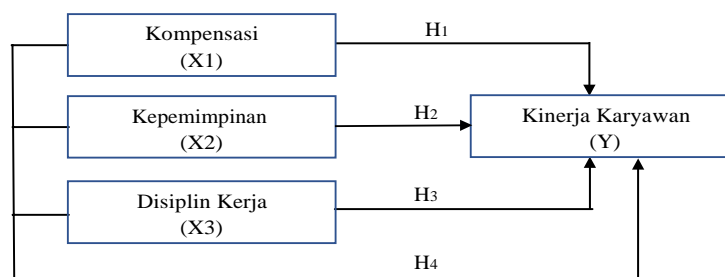 Kompensasi
(X1)
H1
Kepemimpinan
(X2)
H2
Kinerja Karyawan
(Y)
Disiplin Kerja
(X3)
H3
H4